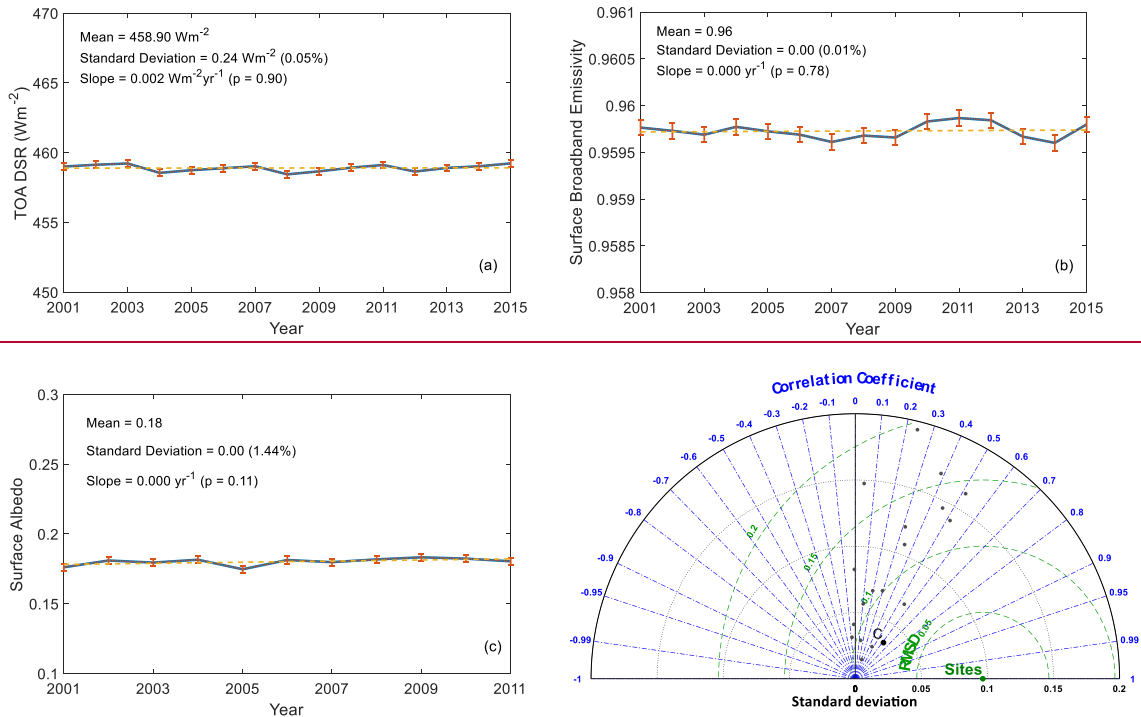 Mean = 458.90 Wm-2
Standard Deviation = 0.24 Wm-2 (0.05%)
Slope = 0.002 Wm-2yr-1 (p = 0.90)
TOA DSR (Wm-2)
470
465
460
455
450
2001 2003 2005 2007 2009 2011 2013 2015
Year
(a)
Mean = 0.96
Standard Deviation = 0.00 (0.01%)
Slope = 0.000 yr-1 (p = 0.78)
Surface Broadband Emissivity
0.961
0.9605
0.96
0.9595
0.959
0.9585
0.958
2001 2003 2005 2007 2009 2011 2013 2015
Year
(b)
Mean = 0.18
Standard Deviation = 0.00 (1.44%)
Slope = 0.000 yr-1 (p = 0.11)
Surface Albedo
0.3
0.25
0.2
0.15
0.1
2001 2003 2005 2007 2009 2011
Year
(c)
Correlation Coefficient
-1 -0.99 -0.95 -0.9 -0.8 -0.7 -0.6 -0.5 -0.4 -0.3 -0.2 -0.1 0 0.1 0.2 0.3 0.4 0.5 0.6 0.7 0.8 0.9 0.95 0.99 1
0.2
0.15
0.1
0.05
RMSD
C
Sites
0 0.05 0.1 0.15 0.2
Standard deviation